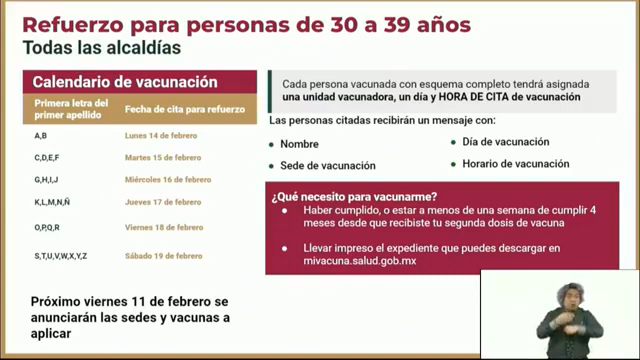 Refuerzo para personas de 30 a 39 años
Todas las alcaldías
Calendario de vacunación
Primera letra del primer apellido
Fecha de cita para refuerzo
A,B Lunes 14 de febrero
C,D,E,F Martes 15 de febrero
G,H,I,J Miércoles 16 de febrero
K,L,M,N,Ñ Jueves 17 de febrero
O,P,Q,R Viernes 18 de febrero
S,T,U,V,W,X,Y,Z Sábado 19 de febrero
Próximo viernes 11 de febrero se
anunciarán las sedes y vacunas a
aplicar
Cada persona vacunada con esquema completo tendrá asignada
una unidad vacunadora, un día y HORA DE CITA de vacunación
Las personas citadas recibirán un mensaje con:
• Nombre
• Sede de vacunación
• Día de vacunación
• Horario de vacunación
¿Qué necesito para vacunarme?
• Haber cumplido, o estar a menos de una semana de cumplir 4
meses desde que recibiste tu segunda dosis de vacuna
• Llevar impreso el expediente que puedes descargar en
mivacuna.salud.gob.mx